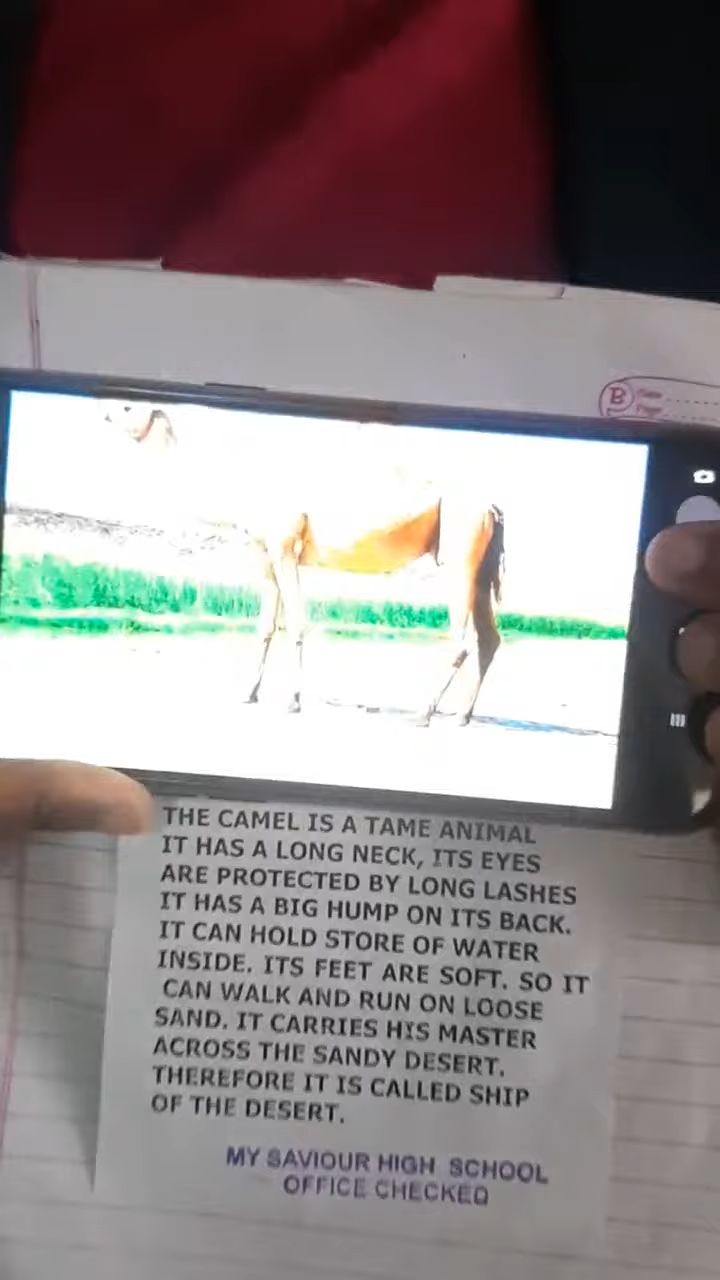 B
Date
Page
THE CAMEL IS A TAME ANIMAL
IT HAS A LONG NECK, ITS EYES
ARE PROTECTED BY LONG LASHES
IT HAS A BIG HUMP ON ITS BACK.
IT CAN HOLD STORE OF WATER
INSIDE. ITS FEET ARE SOFT. SO IT
CAN WALK AND RUN ON LOOSE
SAND. IT CARRIES HIS MASTER
ACROSS THE SANDY DESERT.
THEREFORE IT IS CALLED SHIP
OF THE DESERT.
MY SAVIOUR HIGH SCHOOL
OFFICE CHECKED